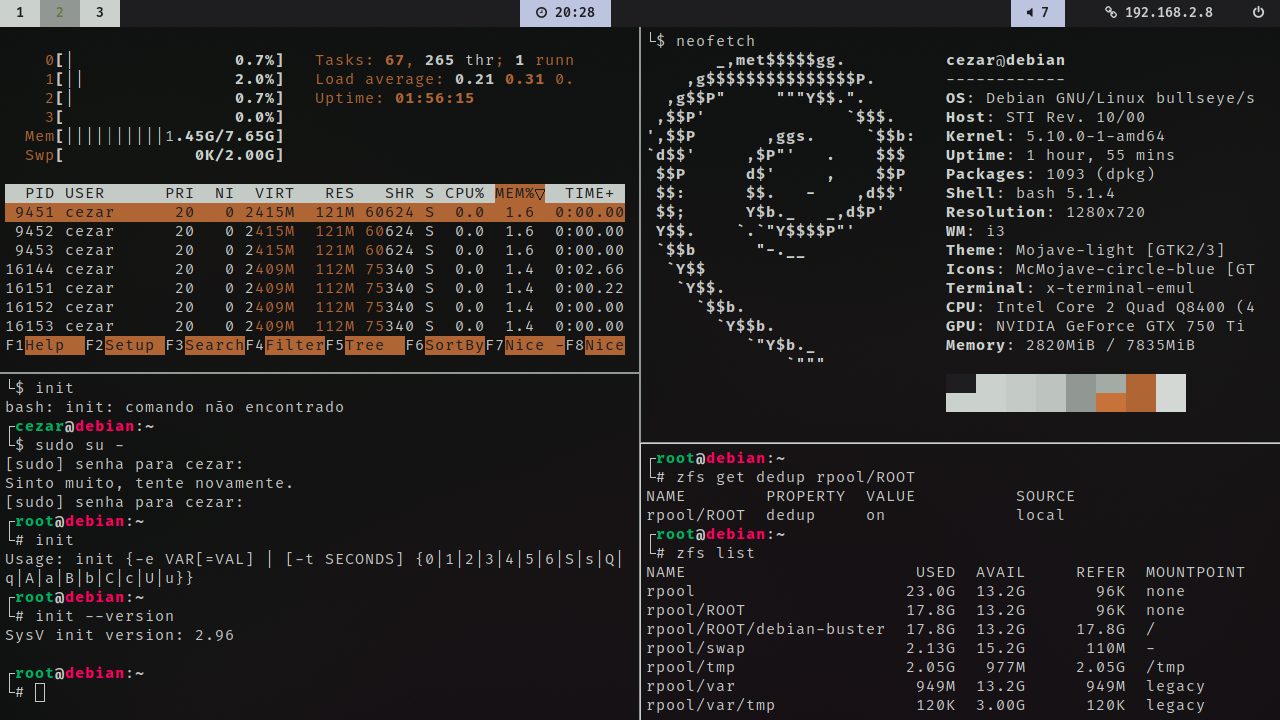 1 2 3 20:28 7 192.168.2.8
0[| 0.7%] Tasks: 67, 265 thr; 1 runn
1[|| 2.0%] Load average: 0.21 0.31 0.
2[| 0.7%] Uptime: 01:56:15
3[ 0.0%]
Mem[||||||||||1.45G/7.65G]
Swp[ 0K/2.00G]
PID USER PRI NI VIRT RES SHR S CPU% MEM%▽ TIME+
9451 cezar 20 0 2415M 121M 60624 S 0.0 1.6 0:00.00
9452 cezar 20 0 2415M 121M 60624 S 0.0 1.6 0:00.00
9453 cezar 20 0 2415M 121M 60624 S 0.0 1.6 0:00.00
16144 cezar 20 0 2409M 112M 75340 S 0.0 1.4 0:02.66
16151 cezar 20 0 2409M 112M 75340 S 0.0 1.4 0:00.22
16152 cezar 20 0 2409M 112M 75340 S 0.0 1.4 0:00.00
16153 cezar 20 0 2409M 112M 75340 S 0.0 1.4 0:00.00
F1Help F2Setup F3SearchF4FilterF5Tree F6SortByF7Nice -F8Nice
└$ init
bash: init: comando não encontrado
┌cezar@debian:~
└$ sudo su -
[sudo] senha para cezar:
Sinto muito, tente novamente.
[sudo] senha para cezar:
┌root@debian:~
└# init
Usage: init {-e VAR[=VAL] | [-t SECONDS] {0|1|2|3|4|5|6|S|s|Q|
q|A|a|B|b|C|c|U|u}}
┌root@debian:~
└# init --version
SysV init version: 2.96
┌root@debian:~
└#
└$ neofetch
_,met$$$$$gg.
,g$$$$$$$$$$$$$$$P.
,g$$P"     """Y$$.".
,$$P'              `$$$.
',$$P       ,ggs.     `$$b:
`d$$'     ,$P"'   .    $$$
$$P      d$'     ,    $$P
$$:      $$.   -    ,d$$'
$$;      Y$b._   _,d$P'
Y$$.    `.`"Y$$$$P"'
`$$b      "-.__
`Y$$
`Y$$.
`$$b.
`Y$$b.
`"Y$b._
`"""
cezar@debian
------------
OS: Debian GNU/Linux bullseye/s
Host: STI Rev. 10/00
Kernel: 5.10.0-1-amd64
Uptime: 1 hour, 55 mins
Packages: 1093 (dpkg)
Shell: bash 5.1.4
Resolution: 1280x720
WM: i3
Theme: Mojave-light [GTK2/3]
Icons: McMojave-circle-blue [GT
Terminal: x-terminal-emul
CPU: Intel Core 2 Quad Q8400 (4
GPU: NVIDIA GeForce GTX 750 Ti
Memory: 2820MiB / 7835MiB
┌root@debian:~
└# zfs get dedup rpool/ROOT
NAME PROPERTY VALUE SOURCE
rpool/ROOT dedup on local
┌root@debian:~
└# zfs list
NAME USED AVAIL REFER MOUNTPOINT
rpool 23.0G 13.2G 96K none
rpool/ROOT 17.8G 13.2G 96K none
rpool/ROOT/debian-buster 17.8G 13.2G 17.8G /
rpool/swap 2.13G 15.2G 110M -
rpool/tmp 2.05G 977M 2.05G /tmp
rpool/var 949M 13.2G 949M legacy
rpool/var/tmp 120K 3.00G 120K legacy